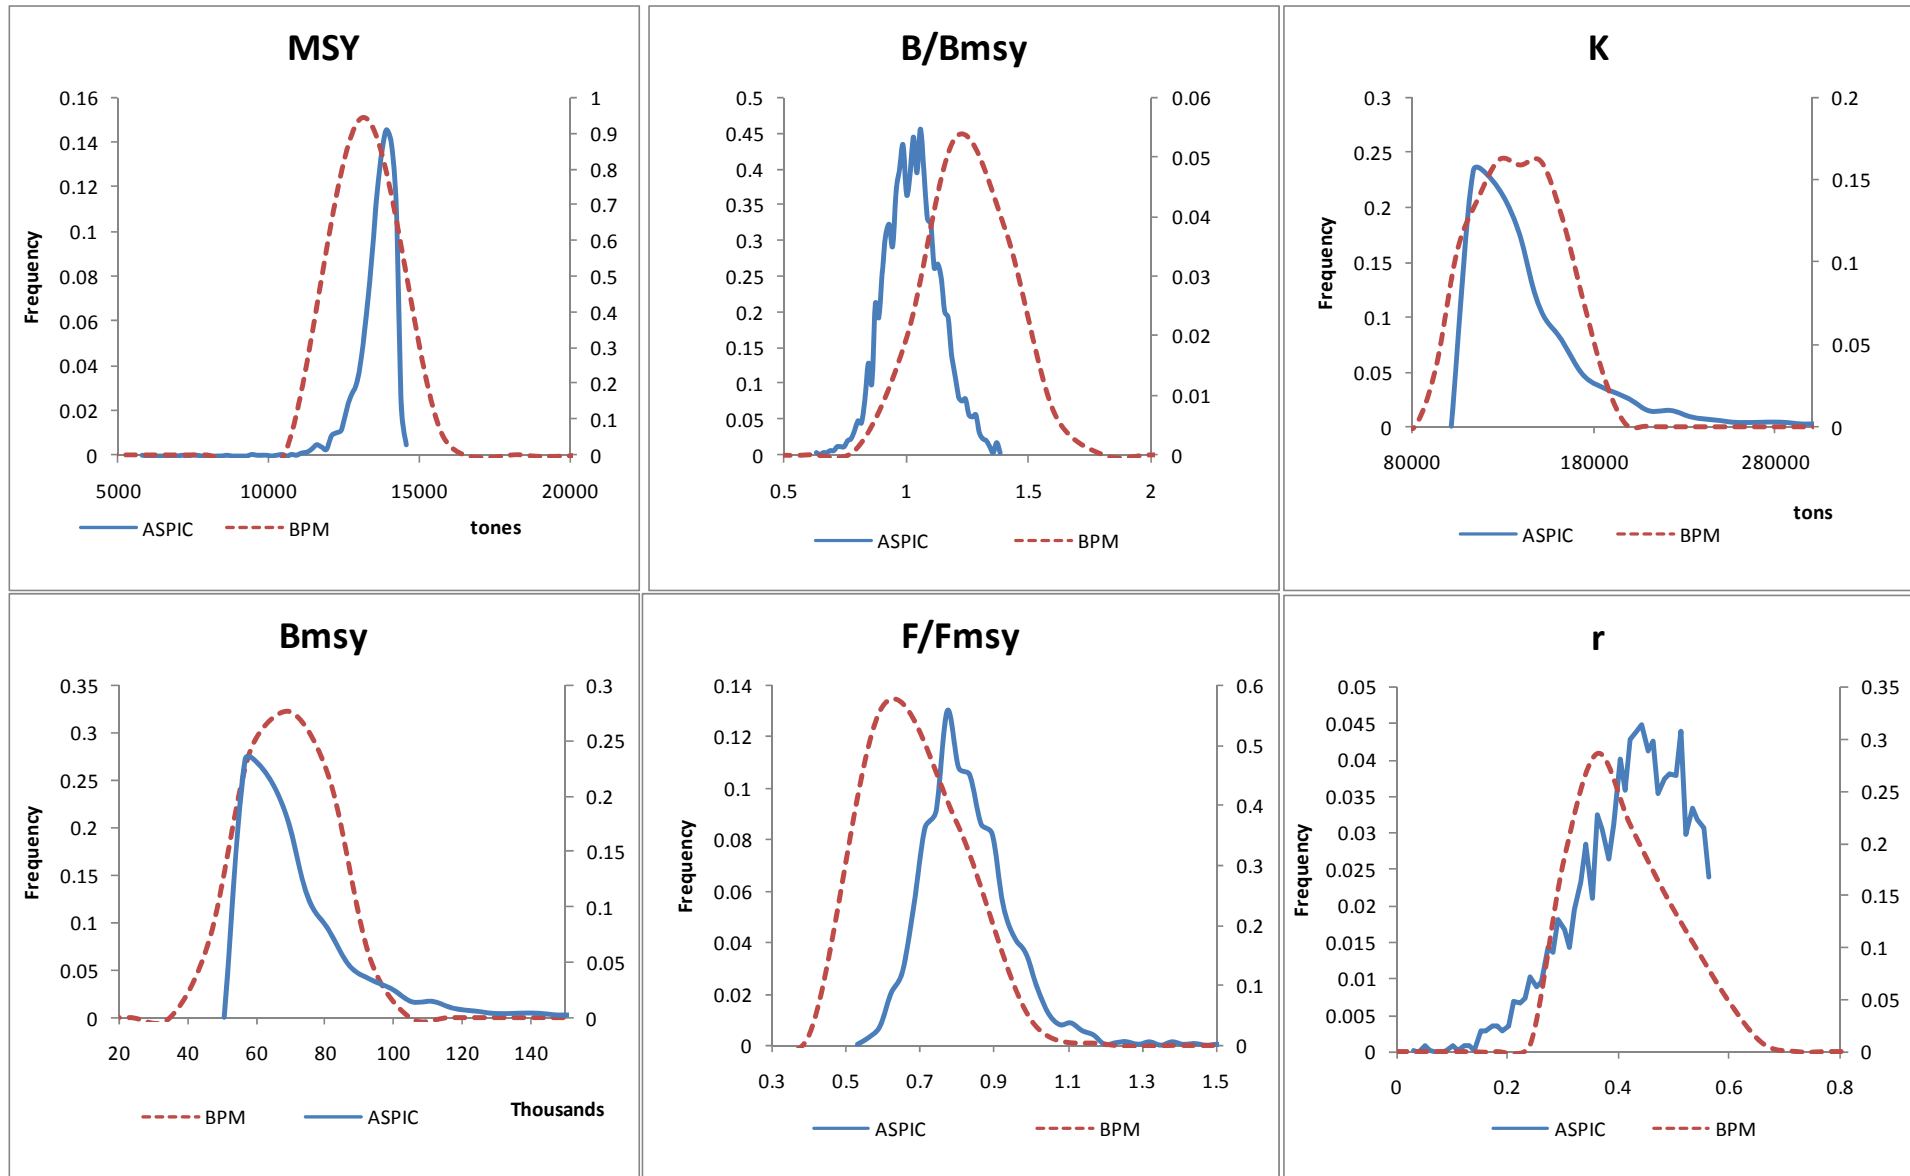 MSY
0.16 1
0.14 0.9
0.12 0.8
0.1 0.7
0.08 0.6
0.06 0.5
0.04 0.4
0.02 0.3
0 0.2
0.1
0
Frequency
5000 10000 15000 20000
ASPIC BPM tones
B/Bmsy
0.5 0.06
0.45 0.05
0.4 0.04
0.35 0.03
0.3 0.02
0.25 0.01
0.2 0
0.15
0.1
0.05
0
0.5 1 1.5 2
ASPIC BPM
K
0.3 0.2
0.25 0.15
0.2 0.1
0.15 0.05
0.1 0
0.05
0
Frequency
80000 180000 280000
tons
ASPIC BPM
Bmsy
0.35 0.3
0.3 0.25
0.25 0.2
0.2 0.15
0.15 0.1
0.1 0.05
0.05 0
0
Frequency
20 40 60 80 100 120 140
BPM ASPIC Thousands
F/Fmsy
0.14 0.6
0.12 0.5
0.1 0.4
0.08 0.3
0.06 0.2
0.04 0.1
0.02 0
0
Frequency
0.3 0.5 0.7 0.9 1.1 1.3 1.5
ASPIC BPM
r
0.05 0.35
0.045 0.3
0.04 0.25
0.035 0.2
0.03 0.15
0.025 0.1
0.02 0.05
0.015 0
0.01
0.005
0
Frequency
0 0.2 0.4 0.6 0.8
ASPIC BPM